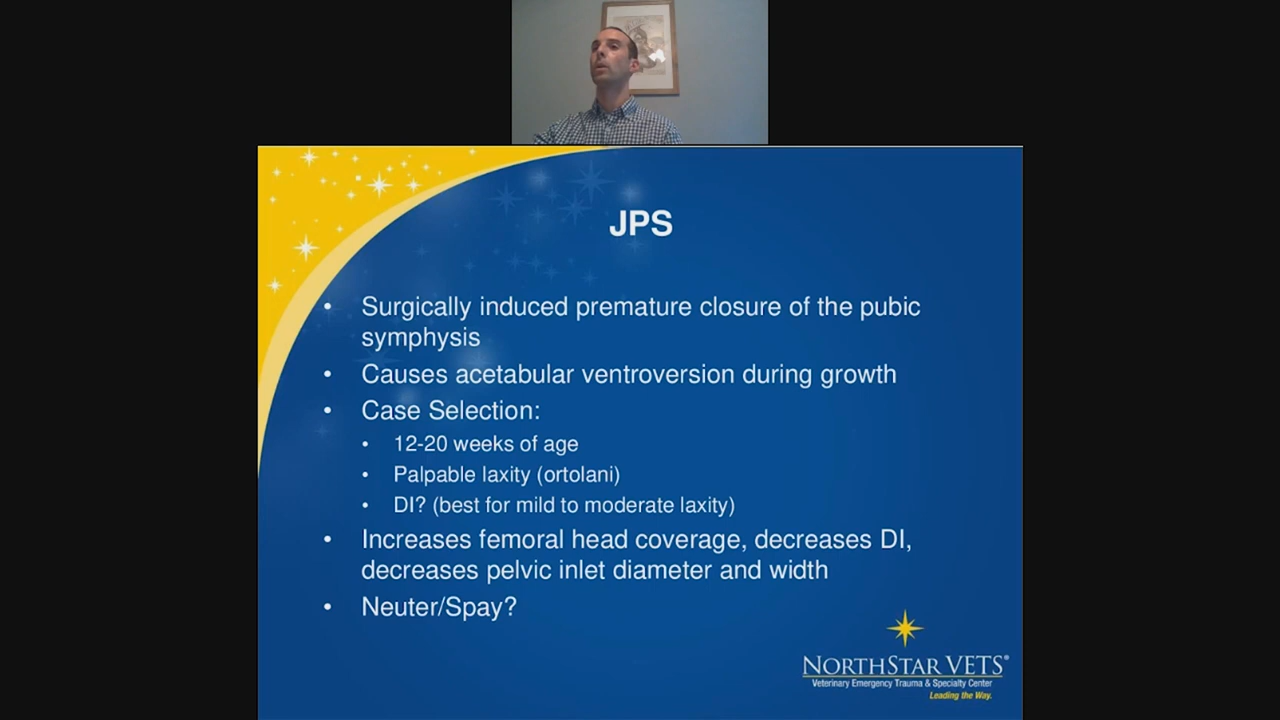 JPS
• Surgically induced premature closure of the pubic
symphysis
• Causes acetabular ventroversion during growth
• Case Selection:
• 12-20 weeks of age
• Palpable laxity (ortolani)
• DI? (best for mild to moderate laxity)
• Increases femoral head coverage, decreases DI,
decreases pelvic inlet diameter and width
• Neuter/Spay?
NORTHSTAR VETS®
Veterinary Emergency Trauma & Specialty Center
Leading the Way.